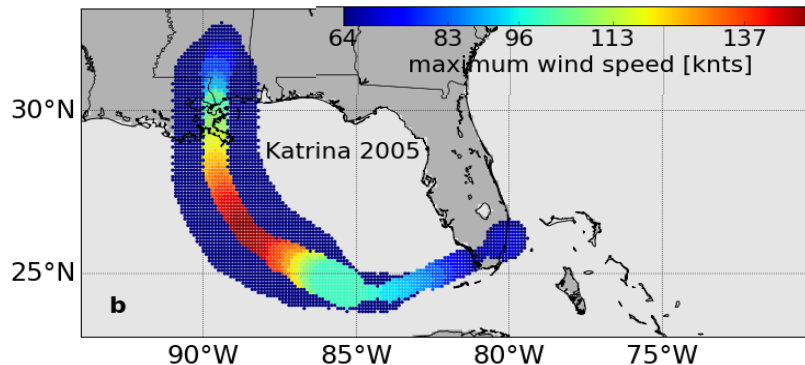 64 83 96 113 137
maximum wind speed [knts]
30°N
Katrina 2005
25°N
b
90°W 85°W 80°W 75°W